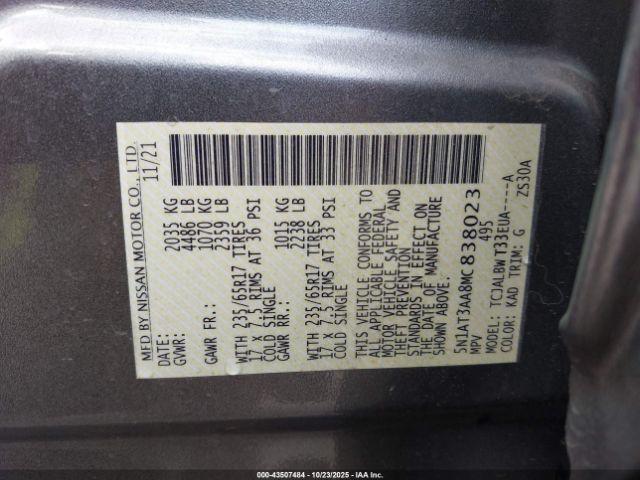 MFD BY NISSAN MOTOR CO., LTD.
DATE: 11/21
GVWR: 2035 KG
4486 LB
GAWR FR.: 1070 KG
2359 LB
WITH 235/65R17 TIRES
17 X 7.5 RIMS AT 36 PSI
COLD SINGLE
GAWR RR.: 1015 KG
2238 LB
WITH 235/65R17 TIRES
17 X 7.5 RIMS AT 33 PSI
COLD SINGLE
THIS VEHICLE CONFORMS TO
ALL APPLICABLE FEDERAL
MOTOR VEHICLE SAFETY AND
THEFT PREVENTION
STANDARDS IN EFFECT ON
THE DATE OF MANUFACTURE
SHOWN ABOVE.
5N1AT3AA8MC838023
MPV 495
MODEL: TCJALBWT33EUA-----A
COLOR: KAD TRIM: G ZS30A
000-43507484 | 10/23/2025 | IAA Inc.